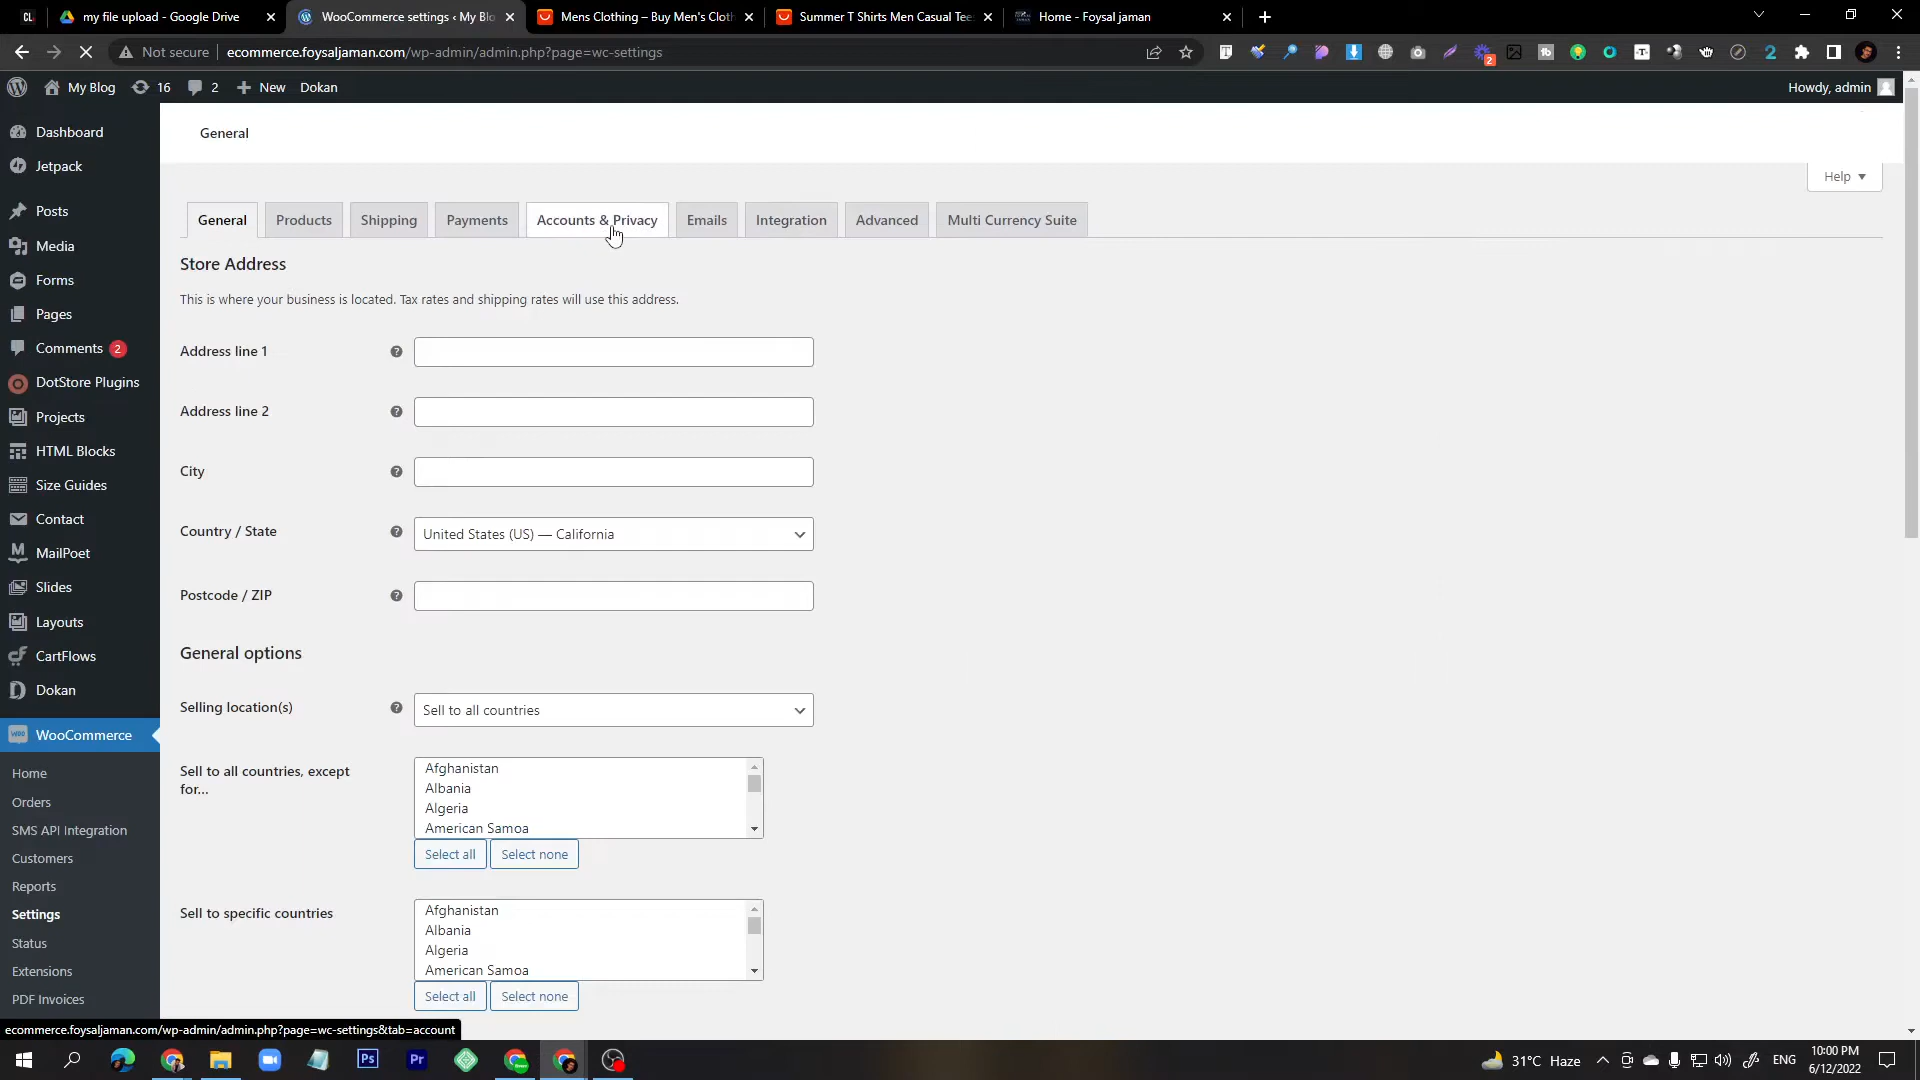 my file upload - Google Drive
WooCommerce settings ‹ My Blo
Mens Clothing – Buy Men's Cloth
Summer T Shirts Men Casual Tee
Home - Foysal jaman
Not secure
ecommerce.foysaljaman.com/wp-admin/admin.php?page=wc-settings
My Blog
16
2
New
Dokan
Howdy, admin
Dashboard
Jetpack
Posts
Media
Forms
Pages
Comments 2
DotStore Plugins
Projects
HTML Blocks
Size Guides
Contact
MailPoet
Slides
Layouts
CartFlows
Dokan
WooCommerce
Home
Orders
SMS API Integration
Customers
Reports
Settings
Status
Extensions
PDF Invoices
General
Help
General
Products
Shipping
Payments
Accounts & Privacy
Emails
Integration
Advanced
Multi Currency Suite
Store Address
This is where your business is located. Tax rates and shipping rates will use this address.
Address line 1
Address line 2
City
Country / State
United States (US) — California
Postcode / ZIP
General options
Selling location(s)
Sell to all countries
Sell to all countries, except
for...
Afghanistan
Albania
Algeria
American Samoa
Select all
Select none
Sell to specific countries
Afghanistan
Albania
Algeria
American Samoa
Select all
Select none
ecommerce.foysaljaman.com/wp-admin/admin.php?page=wc-settings&tab=account
Ps
Pr
31°C Haze
ENG
10:00 PM
6/12/2022